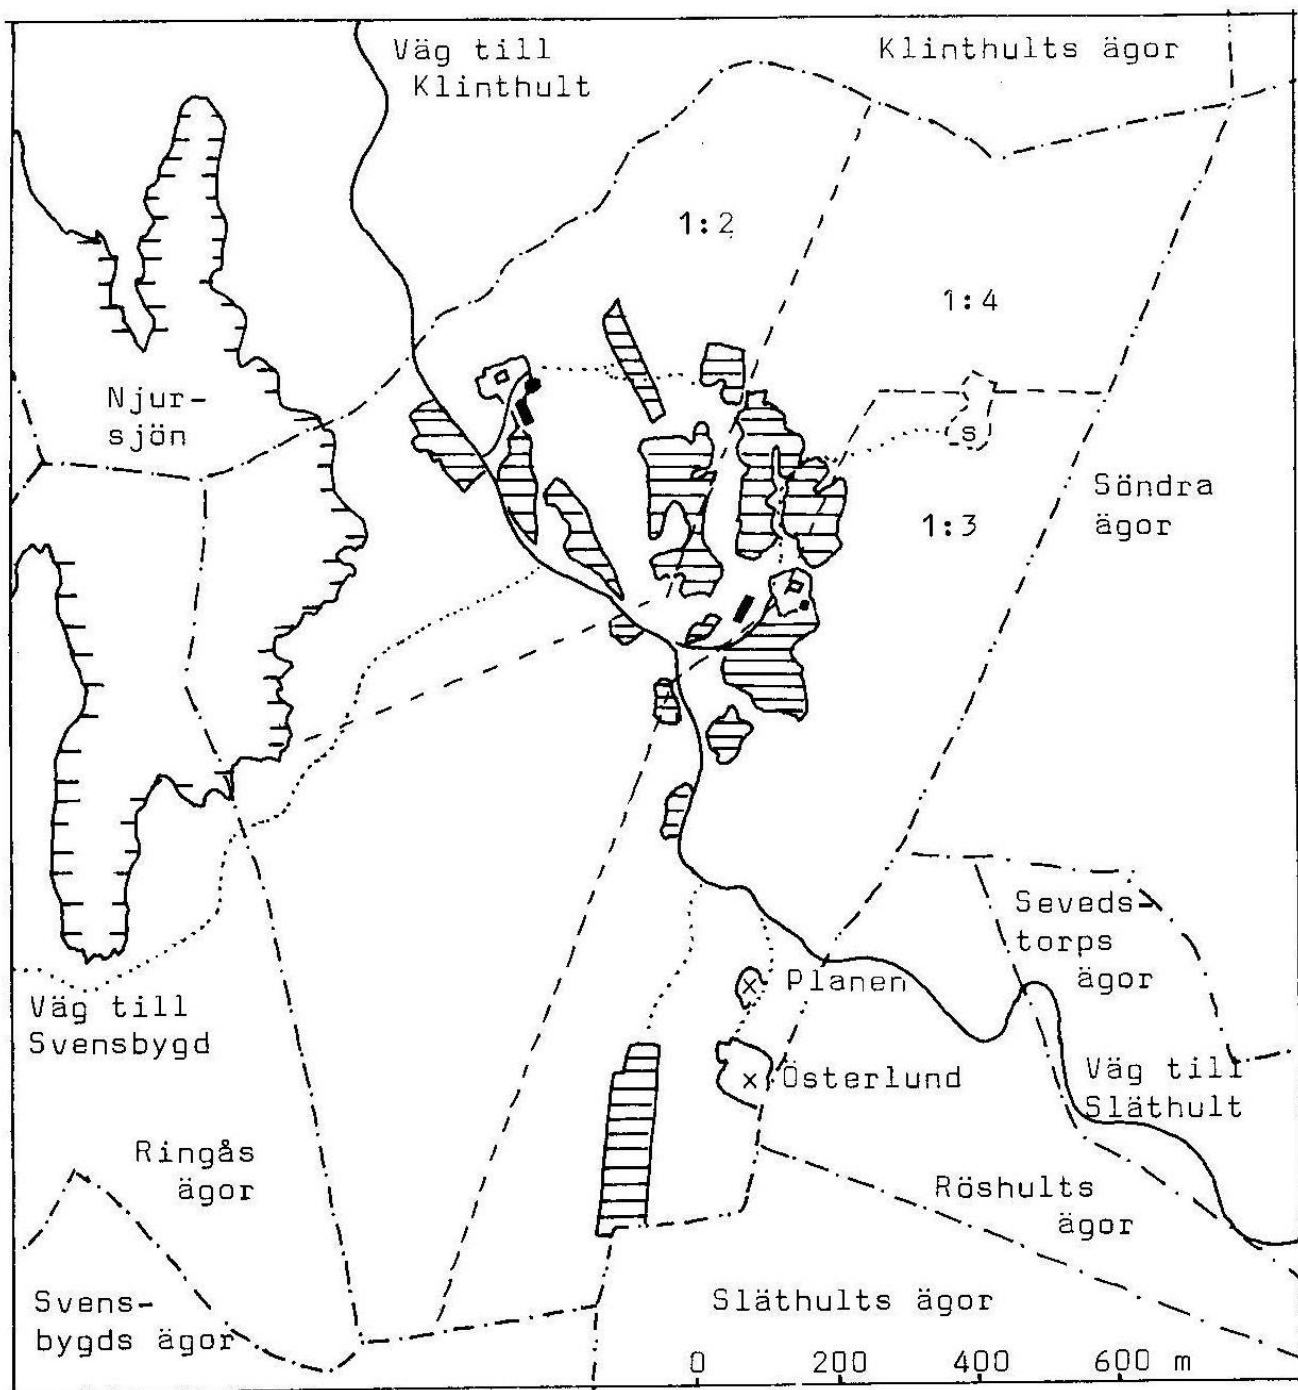 Väg till
Klinthult
Klinthults ägor
1:2
1:4
Njur-
sjön
s
Söndra
ägor
1:3
Seveds-
torps
ägor
Planen
Väg till
Svensbygd
Österlund
Väg till
Släthult
Ringås
ägor
Röshults
ägor
Svens-
bygds ägor
Släthults ägor
0 200 400 600 m